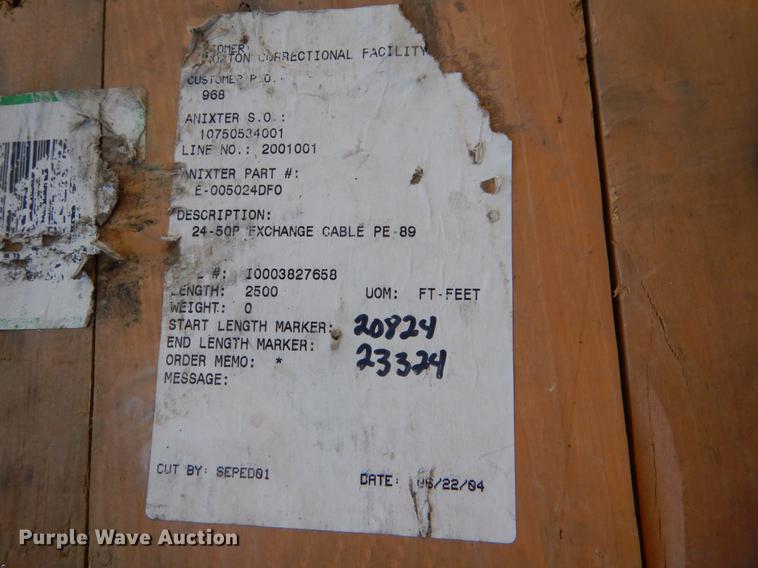 CORRECTIONAL FACILITY
CUSTOMER P.O.:
968
ANIXTER S.O.:
10750534001
LINE NO.: 2001001
ANIXTER PART #:
E-005024DF0
DESCRIPTION:
24-50P EXCHANGE CABLE PE-89
#: I0003827658
LENGTH: 2500 UOM: FT-FEET
WEIGHT: 0
START LENGTH MARKER: 20824
END LENGTH MARKER: 23324
ORDER MEMO: *
MESSAGE:
CUT BY: SEPED01 DATE: 06/22/04
Purple Wave Auction